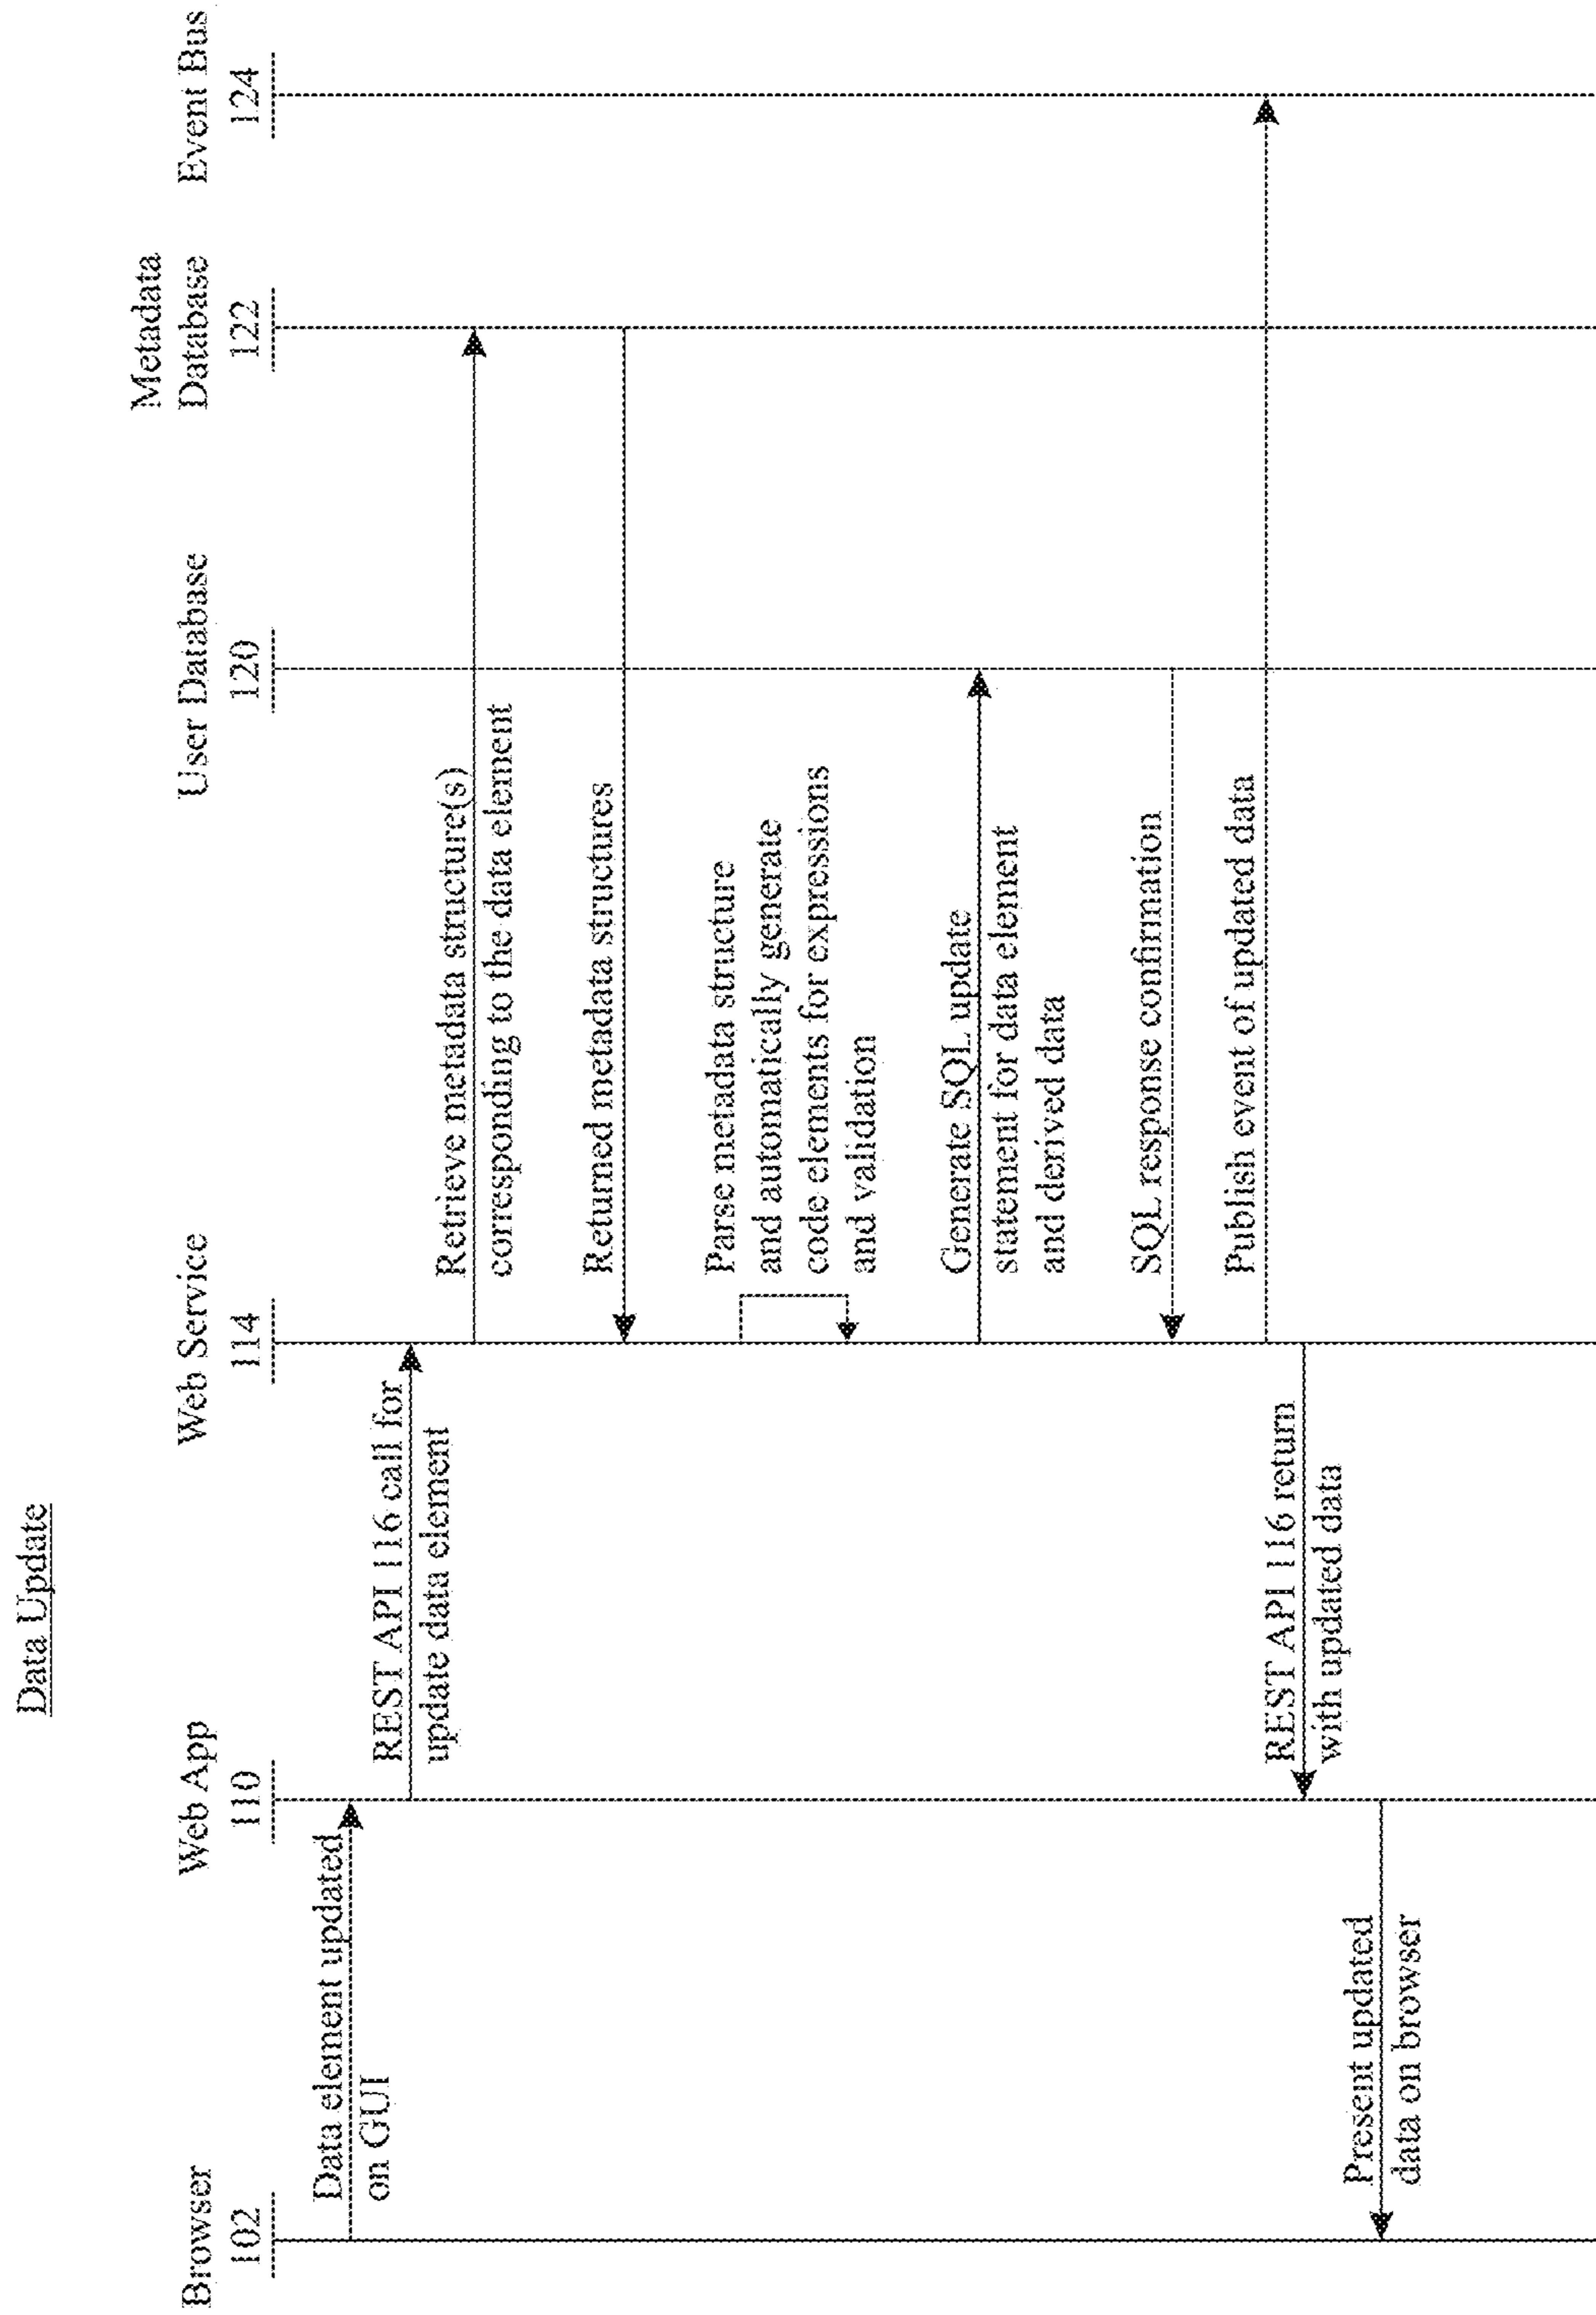 Data Update
Browser
102
Web App
110
Web Service
114
User Database
120
Metadata
Database
122
Event Bus
124
Data element updated
on GUI
REST API 116 call for
update data element
Retrieve metadata structure(s)
corresponding to the data element
Returned metadata structures
Parse metadata structure
and automatically generate
code elements for expressions
and validation
Generate SQL update
statement for data element
and derived data
SQL response confirmation
Publish event of updated data
REST API 116 return
with updated data
Present updated
data on browser